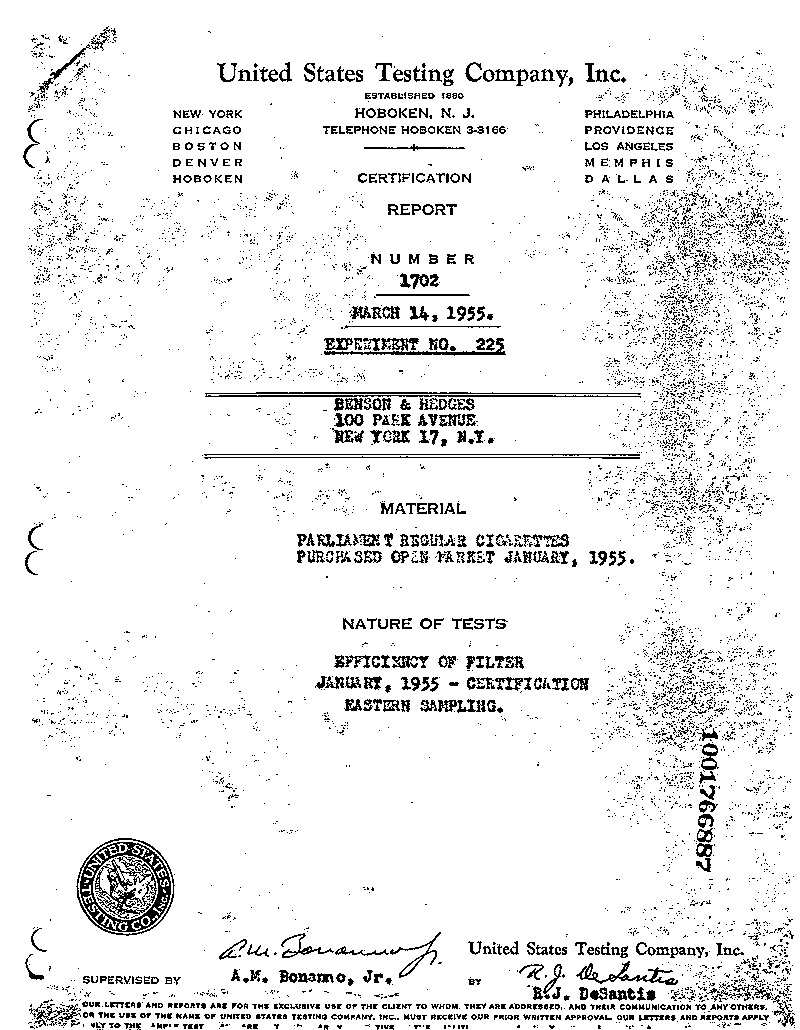 United States Testing Company, Inc.
ESTABLISHED 1880
HOBOKEN, N. J.
TELEPHONE HOBOKEN 3-3166
NEW YORK
CHICAGO
BOSTON
DENVER
HOBOKEN
PHILADELPHIA
PROVIDENCE
LOS ANGELES
MEMPHIS
DALLAS
CERTIFICATION
REPORT
NUMBER
1702
MARCH 14, 1955.
EXPERIMENT NO. 225
BENSON & HEDGES
100 PARK AVENUE
NEW YORK 17, N.Y.
MATERIAL
PARLIAMENT REGULAR CIGARETTES
PURCHASED OPEN MARKET JANUARY, 1955.
NATURE OF TESTS
EFFICIENCY OF FILTER
JANUARY, 1955 - CERTIFICATION
EASTERN SAMPLING.
1001766887
UNITED STATES TESTING CO., Inc.
A.M. Bonanno Jr.
United States Testing Company, Inc.
SUPERVISED BY A.M. Bonanno, Jr.
BY R. J. DeSantis
R.J. DeSantis
OUR LETTERS AND REPORTS ARE FOR THE EXCLUSIVE USE OF THE CLIENT TO WHOM THEY ARE ADDRESSED, AND THEIR COMMUNICATION TO ANY OTHERS,
OR THE USE OF THE NAME OF UNITED STATES TESTING COMPANY, INC. MUST RECEIVE OUR PRIOR WRITTEN APPROVAL. OUR LETTERS AND REPORTS APPLY